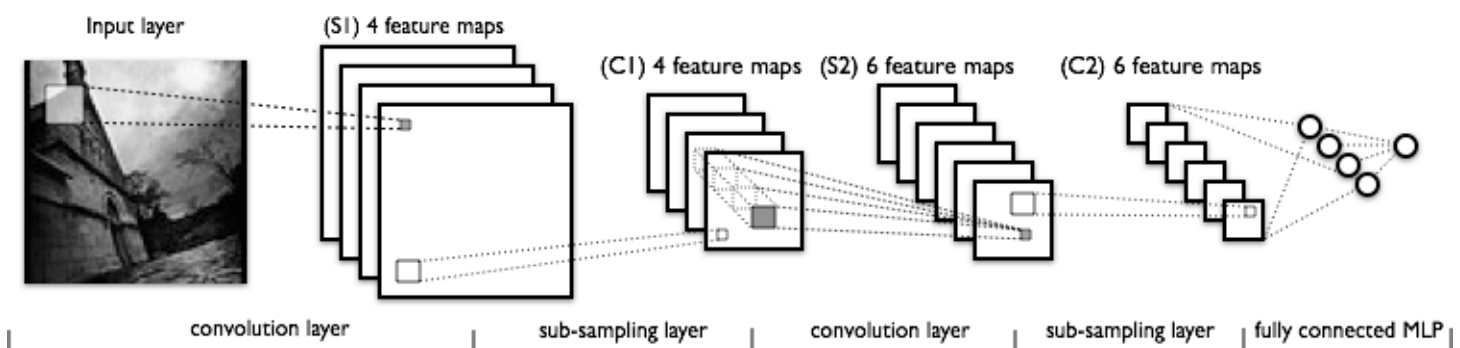 Input layer
(S1) 4 feature maps
(C1) 4 feature maps
(S2) 6 feature maps
(C2) 6 feature maps
convolution layer
sub-sampling layer
convolution layer
sub-sampling layer
fully connected MLP